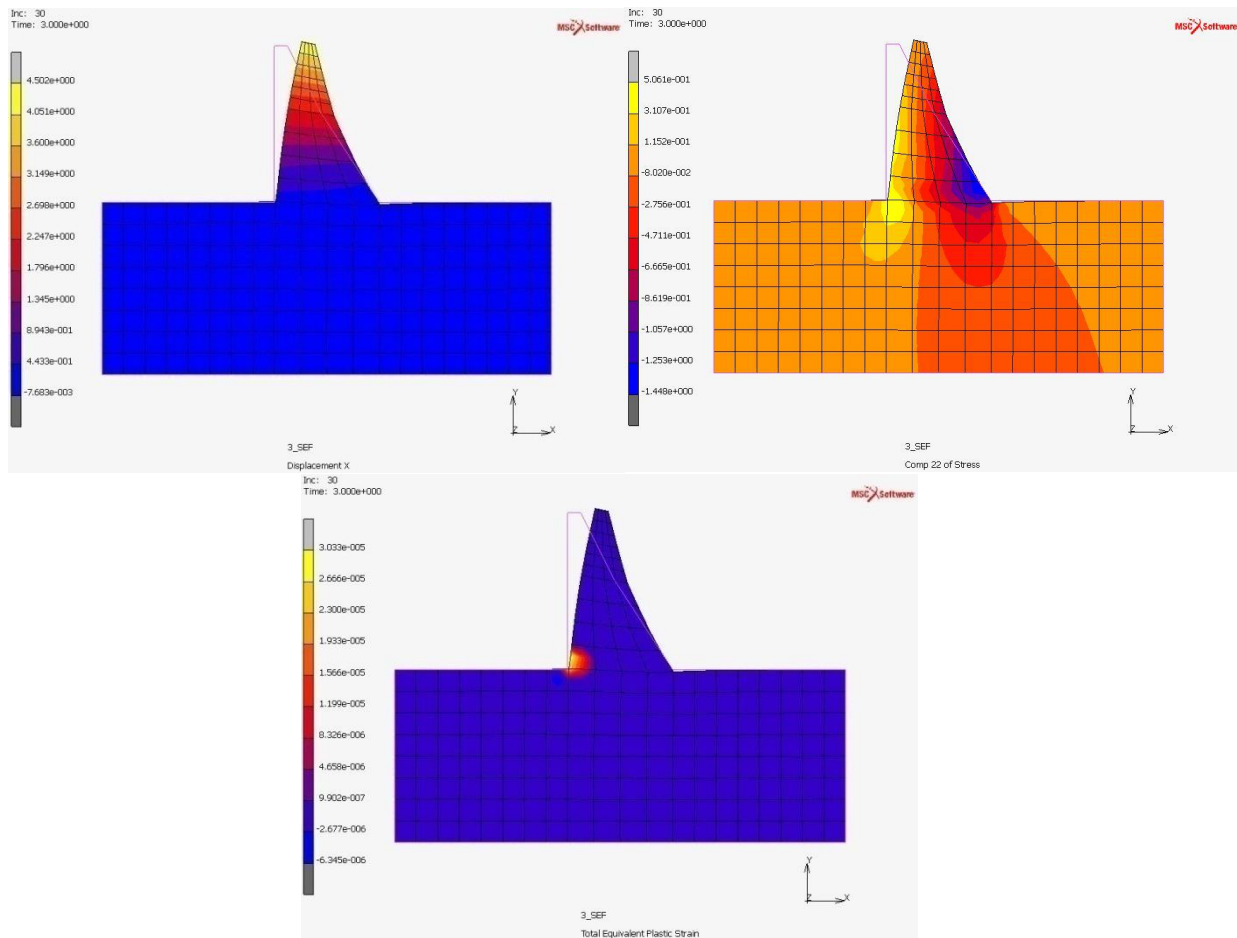 Inc: 30
Time: 3.000e+000
MSC Software
4.502e+000
4.051e+000
3.600e+000
3.149e+000
2.698e+000
2.247e+000
1.796e+000
1.345e+000
8.943e-001
4.433e-001
-7.683e-003
Y
Z X
3_SEF
Displacement X
Inc: 30
Time: 3.000e+000
MSC Software
5.061e-001
3.107e-001
1.152e-001
-8.020e-002
-2.756e-001
-4.711e-001
-6.665e-001
-8.619e-001
-1.057e+000
-1.253e+000
-1.448e+000
Y
Z X
3_SEF
Comp 22 of Stress
Inc: 30
Time: 3.000e+000
MSC Software
3.033e-005
2.666e-005
2.300e-005
1.933e-005
1.566e-005
1.199e-005
8.326e-006
4.658e-006
9.902e-007
-2.677e-006
-6.345e-006
Y
Z X
3_SEF
Total Equivalent Plastic Strain